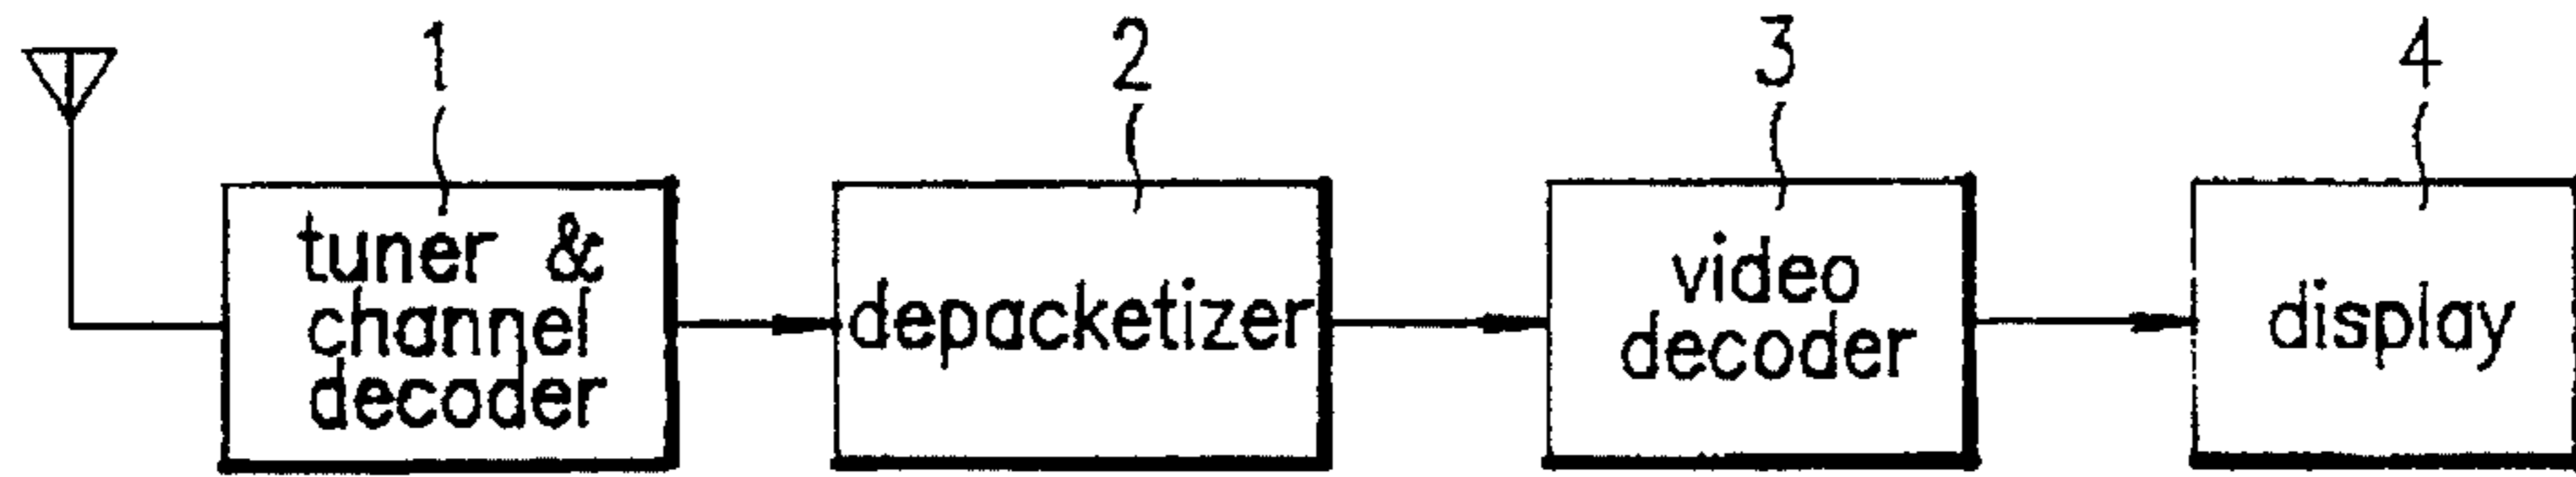 1
2
3
4
tuner &
channel
decoder
depacketizer
video
decoder
display